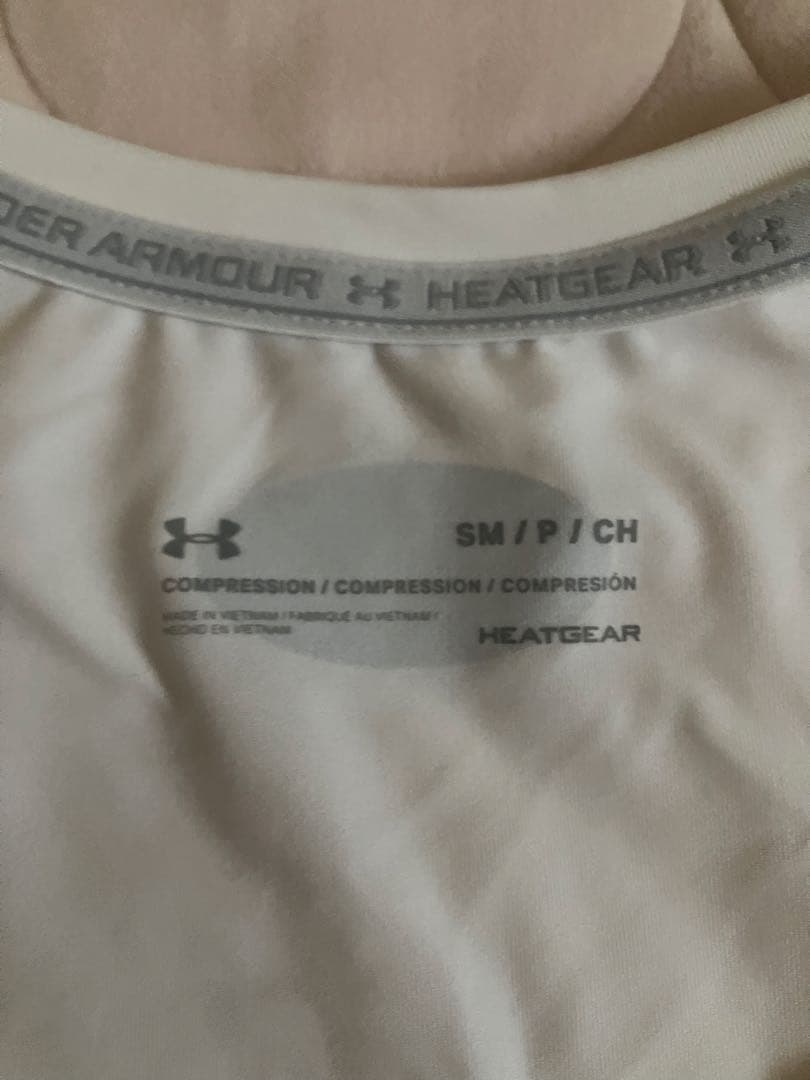 DER ARMOUR HEATGEAR
SM / P / CH
COMPRESSION / COMPRESSION / COMPRESIÓN
MADE IN VIETNAM / FABRIQUÉ AU VIETNAM /
HECHO EN VIETNAM
HEATGEAR